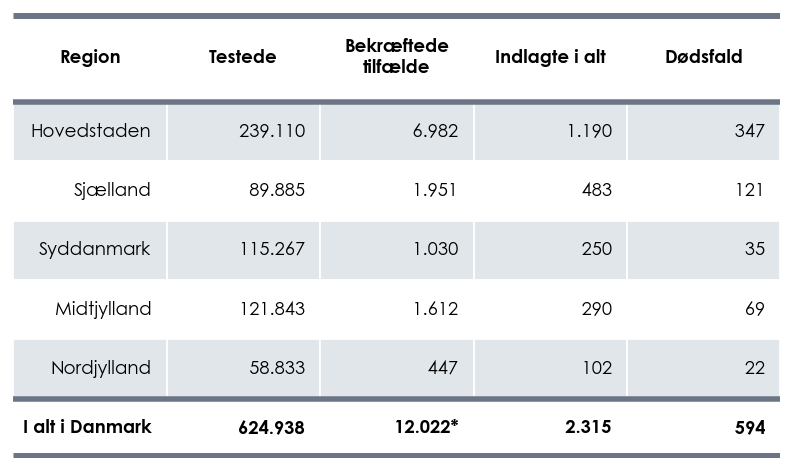 Region Testede Bekræftede tilfælde Indlagte i alt Dødsfald
Hovedstaden 239.110 6.982 1.190 347
Sjælland 89.885 1.951 483 121
Syddanmark 115.267 1.030 250 35
Midtjylland 121.843 1.612 290 69
Nordjylland 58.833 447 102 22
I alt i Danmark 624.938 12.022* 2.315 594